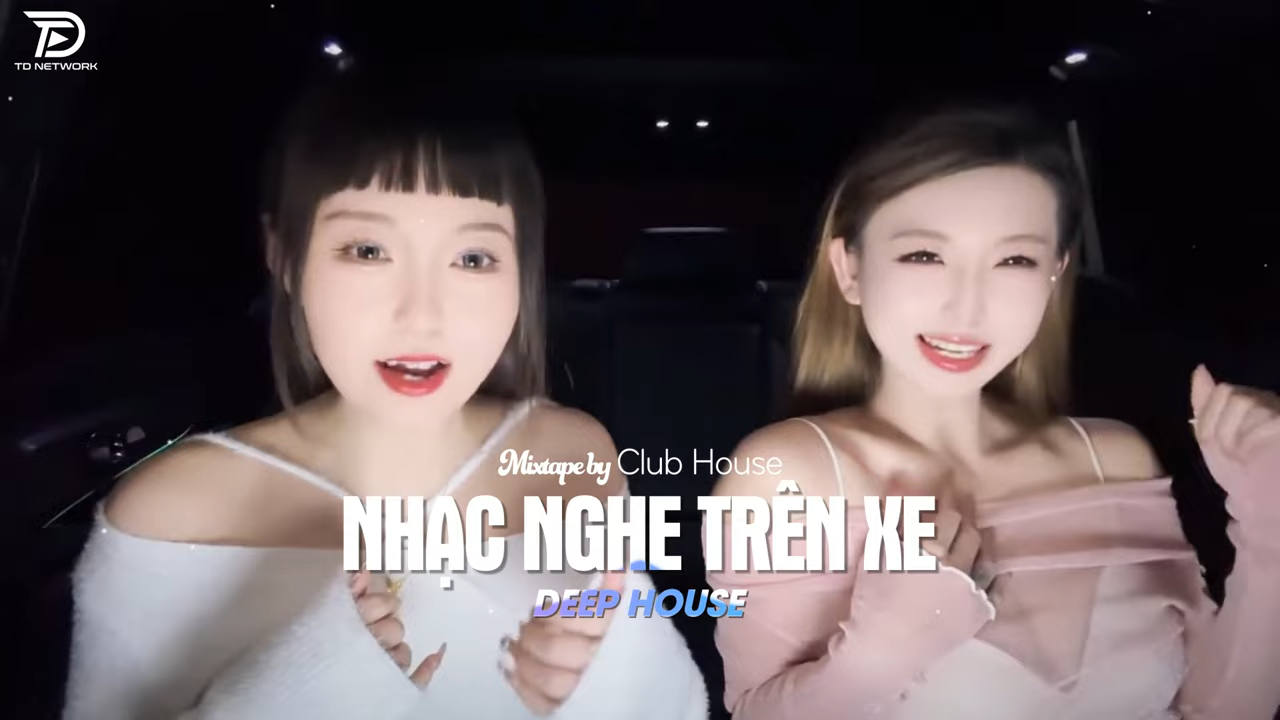 TD NETWORK
Mixtape by Club House
NHẠC NGHE TRÊN XE
DEEP HOUSE